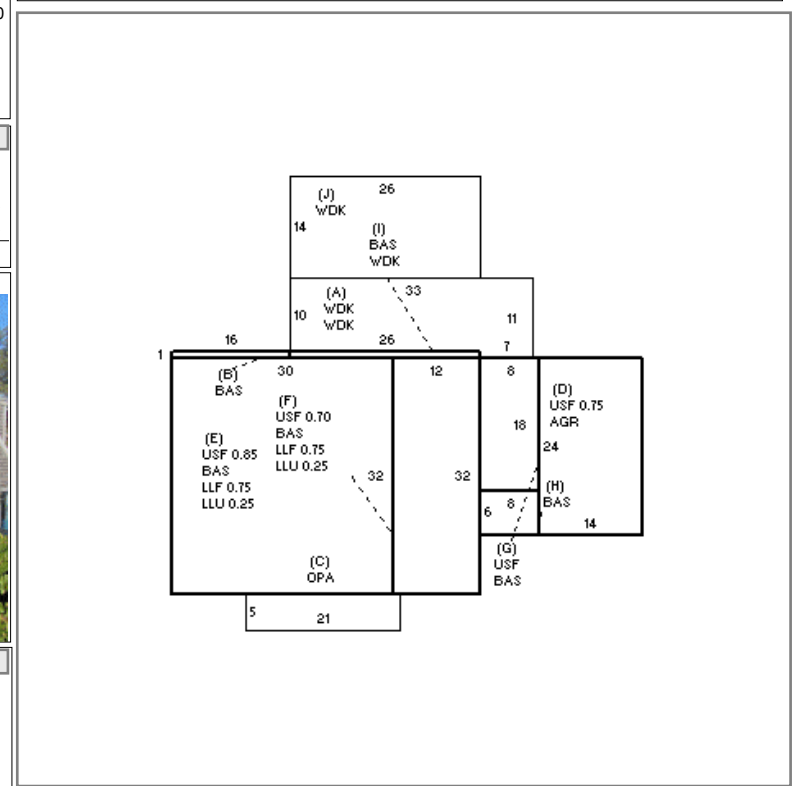 (J)
WDK
26
14
(I)
BAS
WDK
(A)
WDK
WDK
33
10
11
16
26
7
1
(B)
BAS
30
12
8
(F)
USF 0.70
BAS
LLF 0.75
LLU 0.25
(D)
USF 0.75
AGR
18
24
(E)
USF 0.85
BAS
LLF 0.75
LLU 0.25
32
32
(H)
BAS
6
8
14
(G)
USF
BAS
(C)
OPA
5
21